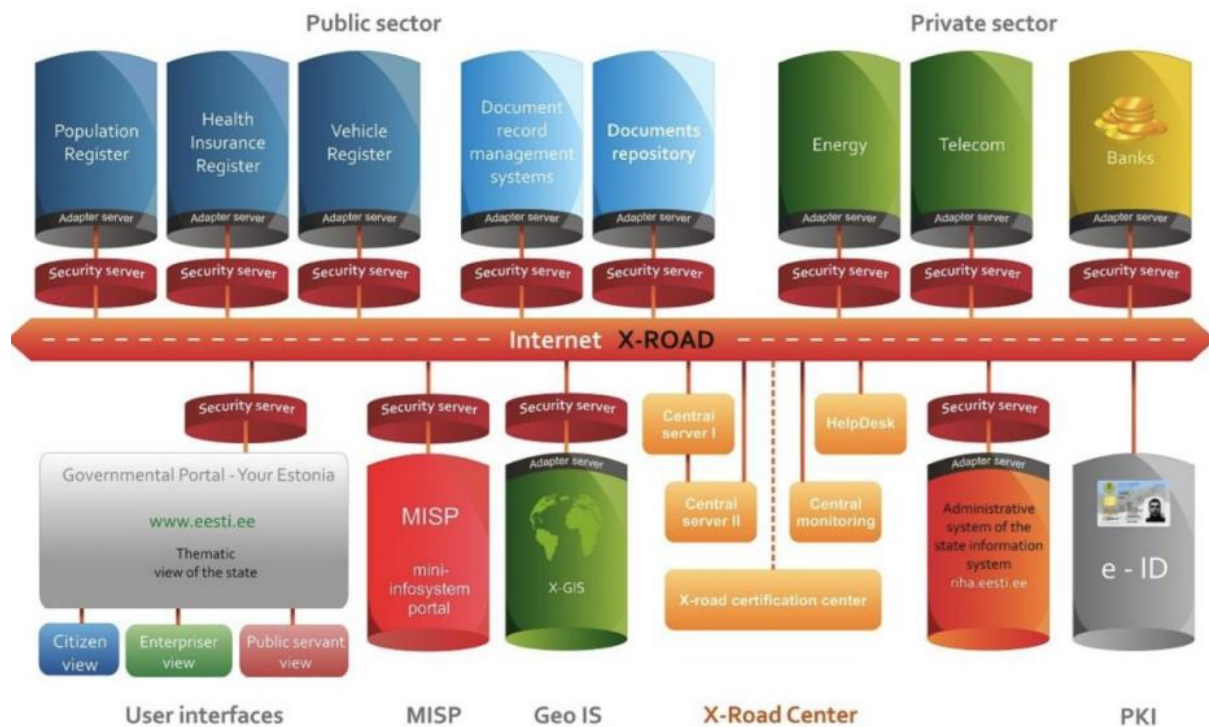 Public sector
Private sector
Population
Register
Health
Insurance
Register
Vehicle
Register
Document
record
management
systems
Documents
repository
Energy
Telecom
Banks
Adapter server
Adapter server
Adapter server
Adapter server
Adapter server
Adapter server
Adapter server
Adapter server
Security server
Security server
Security server
Security server
Security server
Security server
Security server
Security server
Internet X-ROAD
Security server
Security server
Security server
Central
server I
HelpDesk
Security server
Governmental Portal - Your Estonia
www.eesti.ee
Thematic
view of the state
MISP
mini-
infosystem
portal
Adapter server
X-GIS
Central
server II
Central
monitoring
X-road certification center
Adapter server
Administrative
system of the
state information
system
riha.eesti.ee
e - ID
Citizen
view
Enterpriser
view
Public servant
view
User interfaces
MISP
Geo IS
X-Road Center
PKI